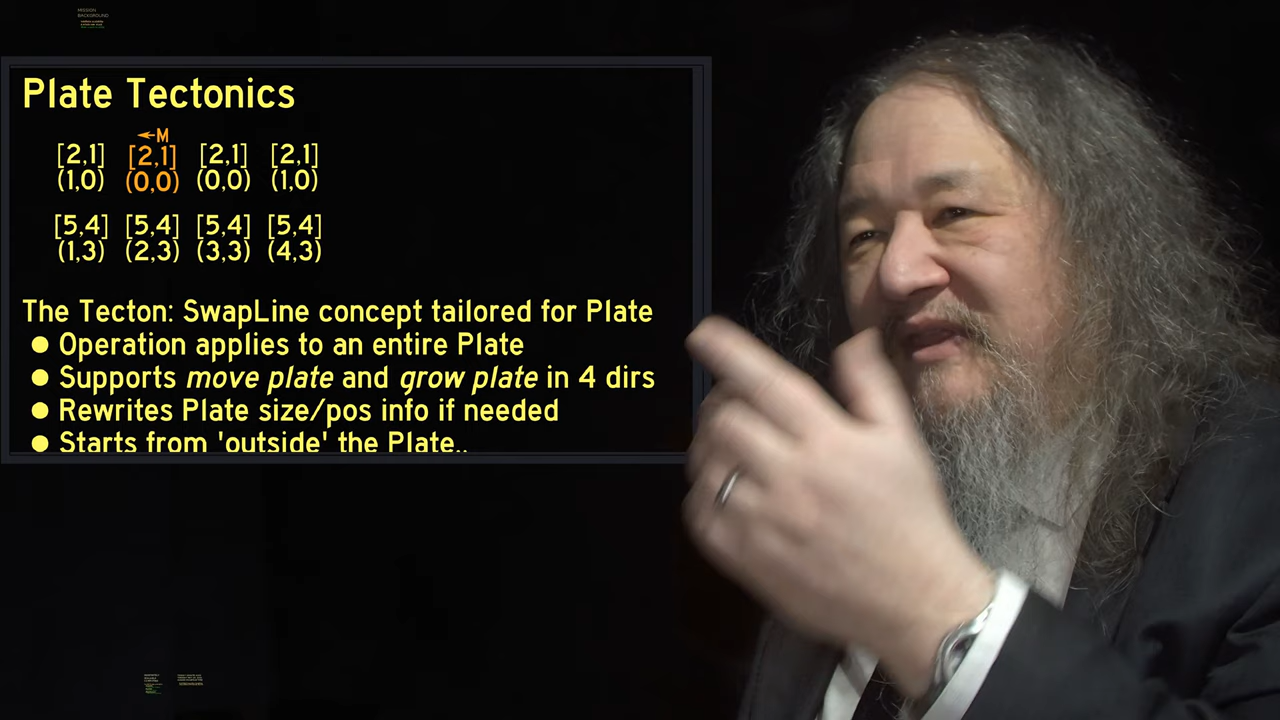 MISSION
BACKGROUND
Plate Tectonics
←M
[2,1] [2,1] [2,1] [2,1]
(1,0) (0,0) (0,0) (1,0)
[5,4] [5,4] [5,4] [5,4]
(1,3) (2,3) (3,3) (4,3)
The Tecton: SwapLine concept tailored for Plate
● Operation applies to an entire Plate
● Supports move plate and grow plate in 4 dirs
● Rewrites Plate size/pos info if needed
● Starts from 'outside' the Plate..